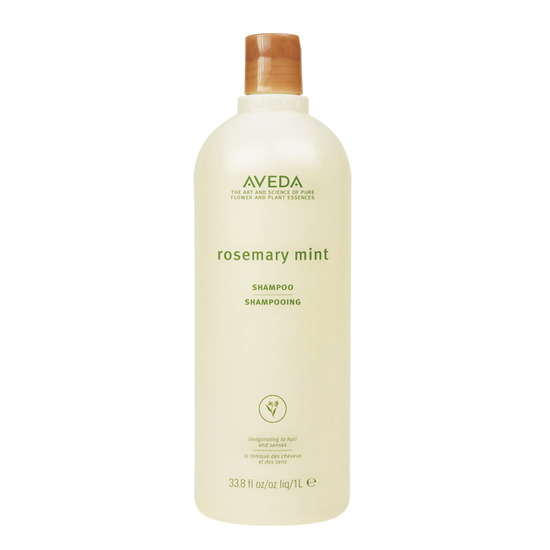 AVEDA
THE ART AND SCIENCE OF PURE
FLOWER AND PLANT ESSENCES
rosemary mint
SHAMPOO
SHAMPOOING
invigorating to hair
and senses
le tonique des cheveux
et des sens
33.8 fl oz/oz liq/1L ℮